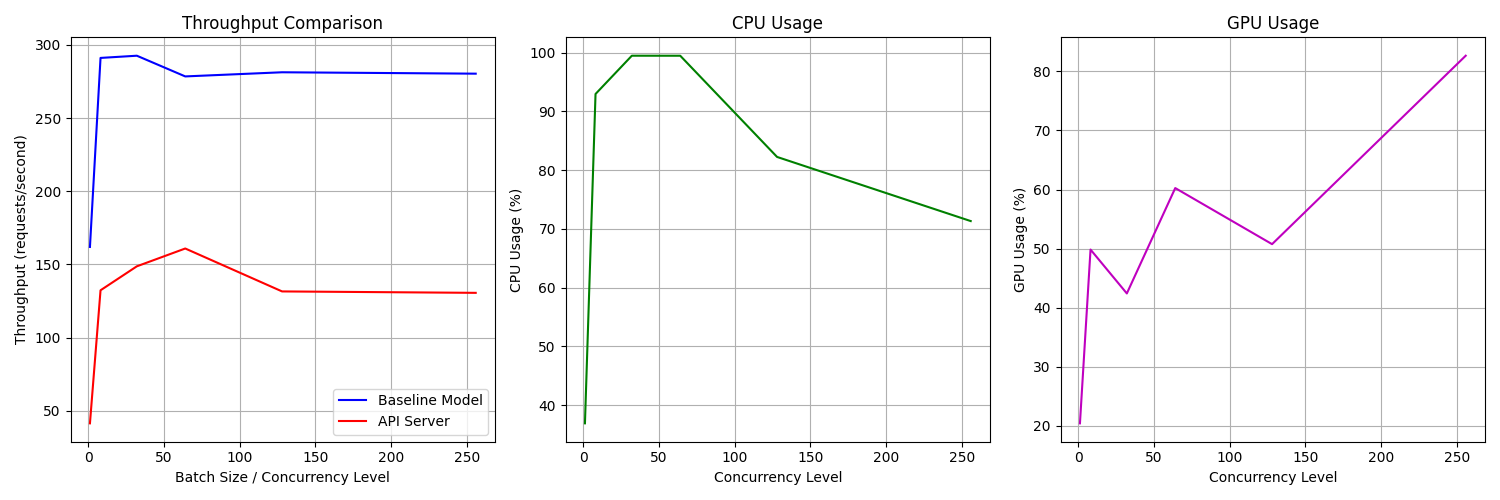 Throughput Comparison
300
250
200
150
100
50
Throughput (requests/second)
0 50 100 150 200 250
Batch Size / Concurrency Level
Baseline Model
API Server
CPU Usage
100
90
80
70
60
50
40
CPU Usage (%)
0 50 100 150 200 250
Concurrency Level
GPU Usage
80
70
60
50
40
30
20
GPU Usage (%)
0 50 100 150 200 250
Concurrency Level